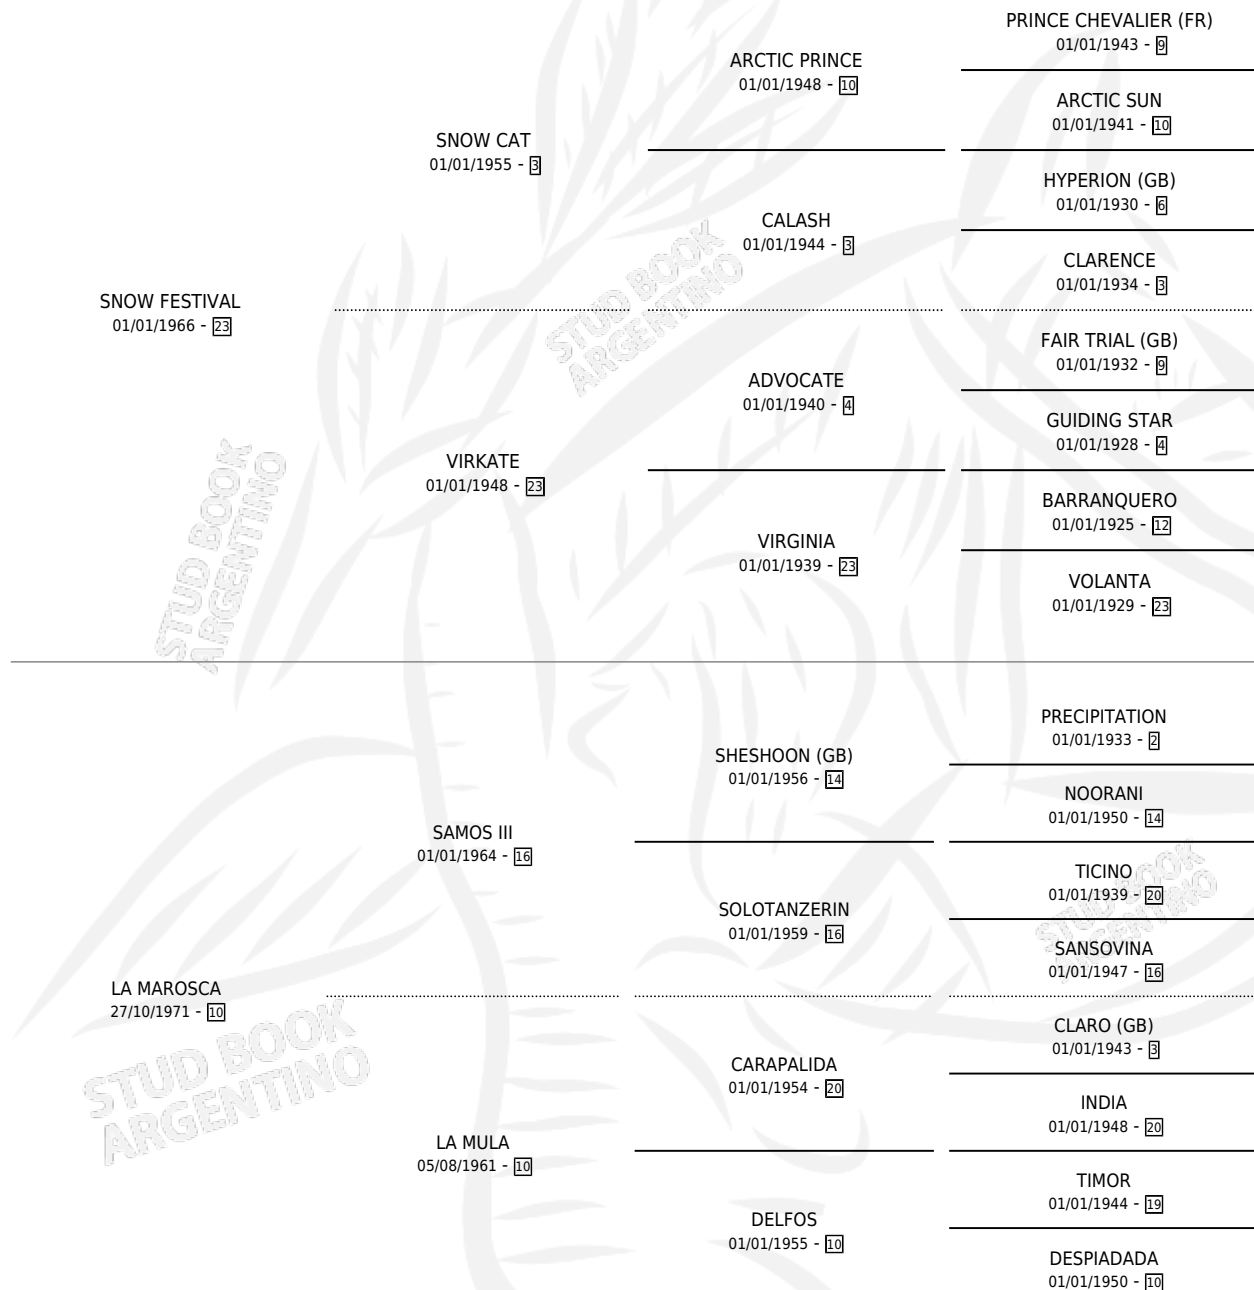 PRINCE CHEVALIER (FR)
01/01/1943 - 9
ARCTIC PRINCE
01/01/1948 - 10
ARCTIC SUN
01/01/1941 - 10
SNOW CAT
01/01/1955 - 3
HYPERION (GB)
01/01/1930 - 6
CALASH
01/01/1944 - 3
CLARENCE
01/01/1934 - 3
SNOW FESTIVAL
01/01/1966 - 23
FAIR TRIAL (GB)
01/01/1932 - 9
ADVOCATE
01/01/1940 - 4
GUIDING STAR
01/01/1928 - 4
VIRKATE
01/01/1948 - 23
BARRANQUERO
01/01/1925 - 12
VIRGINIA
01/01/1939 - 23
VOLANTA
01/01/1929 - 23
PRECIPITATION
01/01/1933 - 2
SHESHOON (GB)
01/01/1956 - 14
NOORANI
01/01/1950 - 14
SAMOS III
01/01/1964 - 16
TICINO
01/01/1939 - 20
SOLOTANZERIN
01/01/1959 - 16
SANSOVINA
01/01/1947 - 16
LA MAROSCA
27/10/1971 - 10
CLARO (GB)
01/01/1943 - 3
CARAPALIDA
01/01/1954 - 20
INDIA
01/01/1948 - 20
LA MULA
05/08/1961 - 10
TIMOR
01/01/1944 - 19
DELFOS
01/01/1955 - 10
DESPIADADA
01/01/1950 - 10
STUD BOOK
ARGENTINO
STUD BOOK
ARGENTINO
STUD BOOK
ARGENTINO
STUD BOOK
ARGENTINO